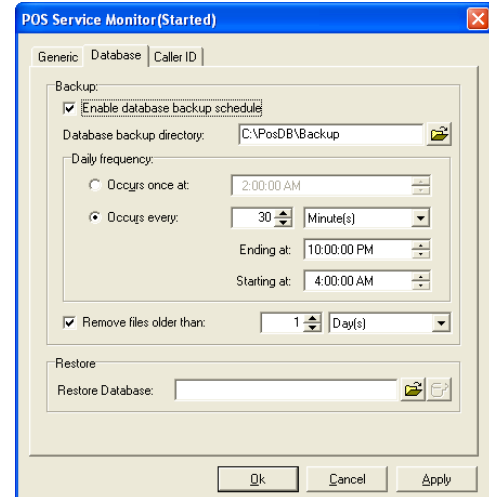 POS Service Monitor(Started)
Generic Database Caller ID
Backup:
Enable database backup schedule
Database backup directory: C:\PosDB\Backup
Daily frequency:
Occurs once at: 2:00:00 AM
Occurs every: 30 Minute(s)
Ending at: 10:00:00 PM
Starting at: 4:00:00 AM
Remove files older than: 1 Day(s)
Restore
Restore Database:
Ok Cancel Apply